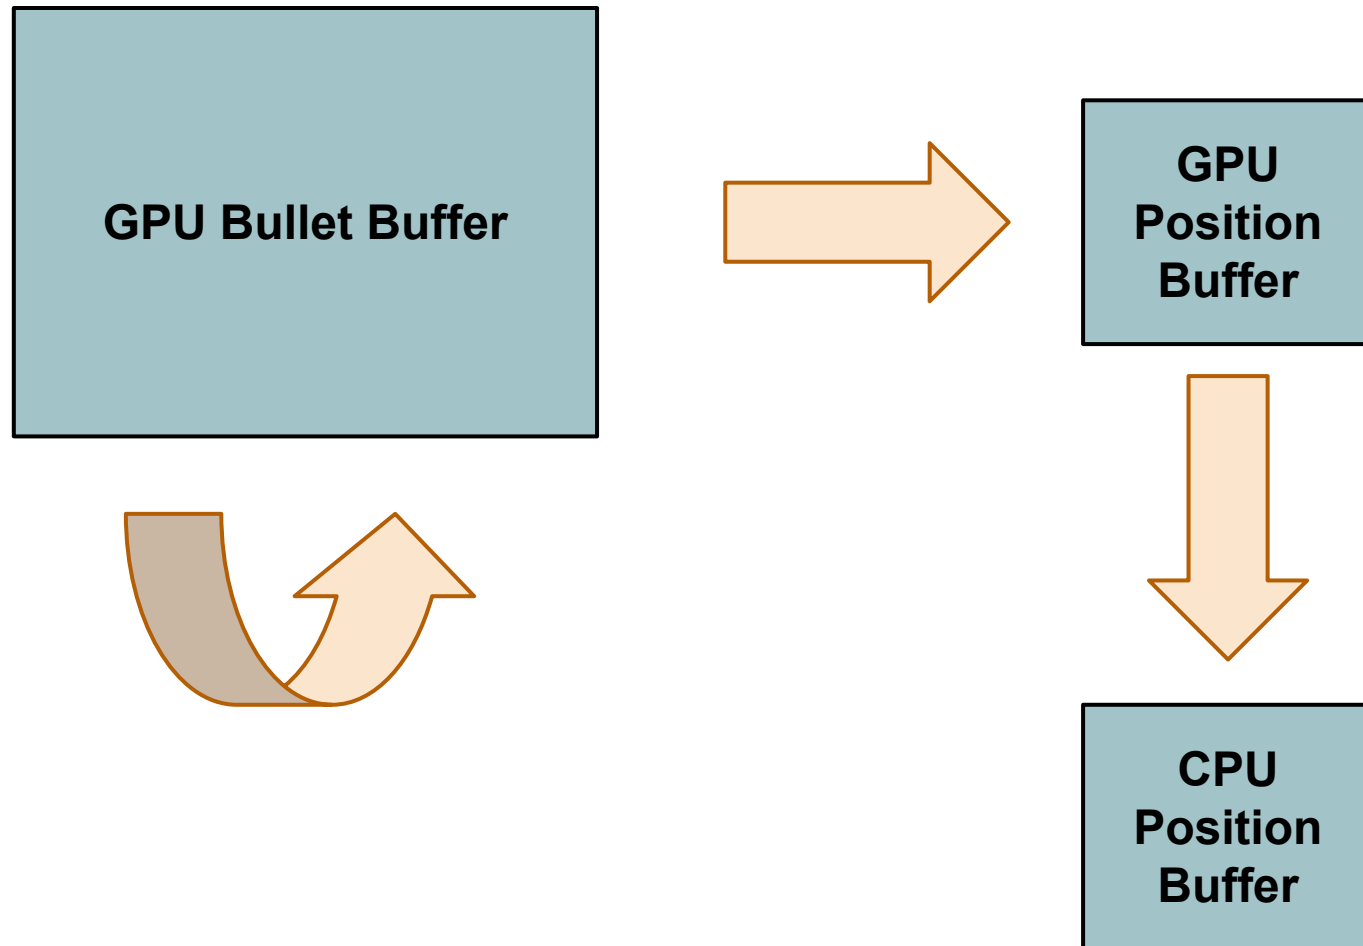 GPU Bullet Buffer
GPU
Position
Buffer
CPU
Position
Buffer